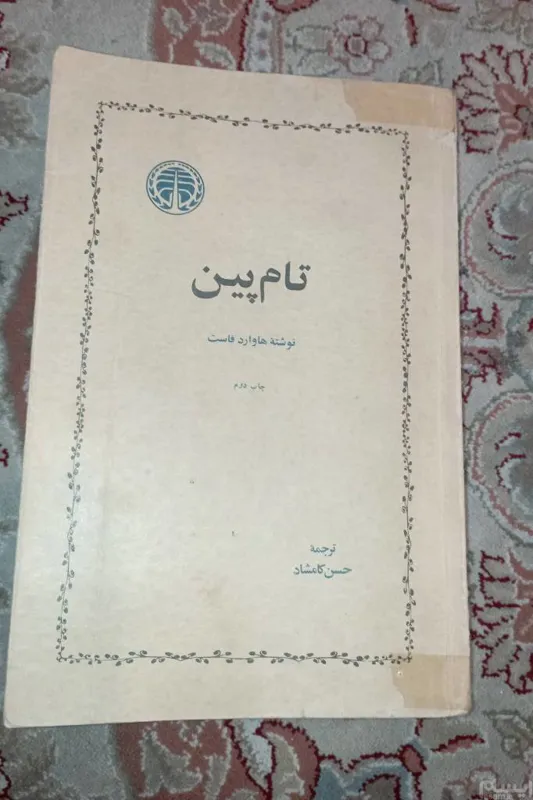 تام پین
نوشتهٔ هاوارد فاست
چاپ دوم
ترجمهٔ
حسن کامشاد